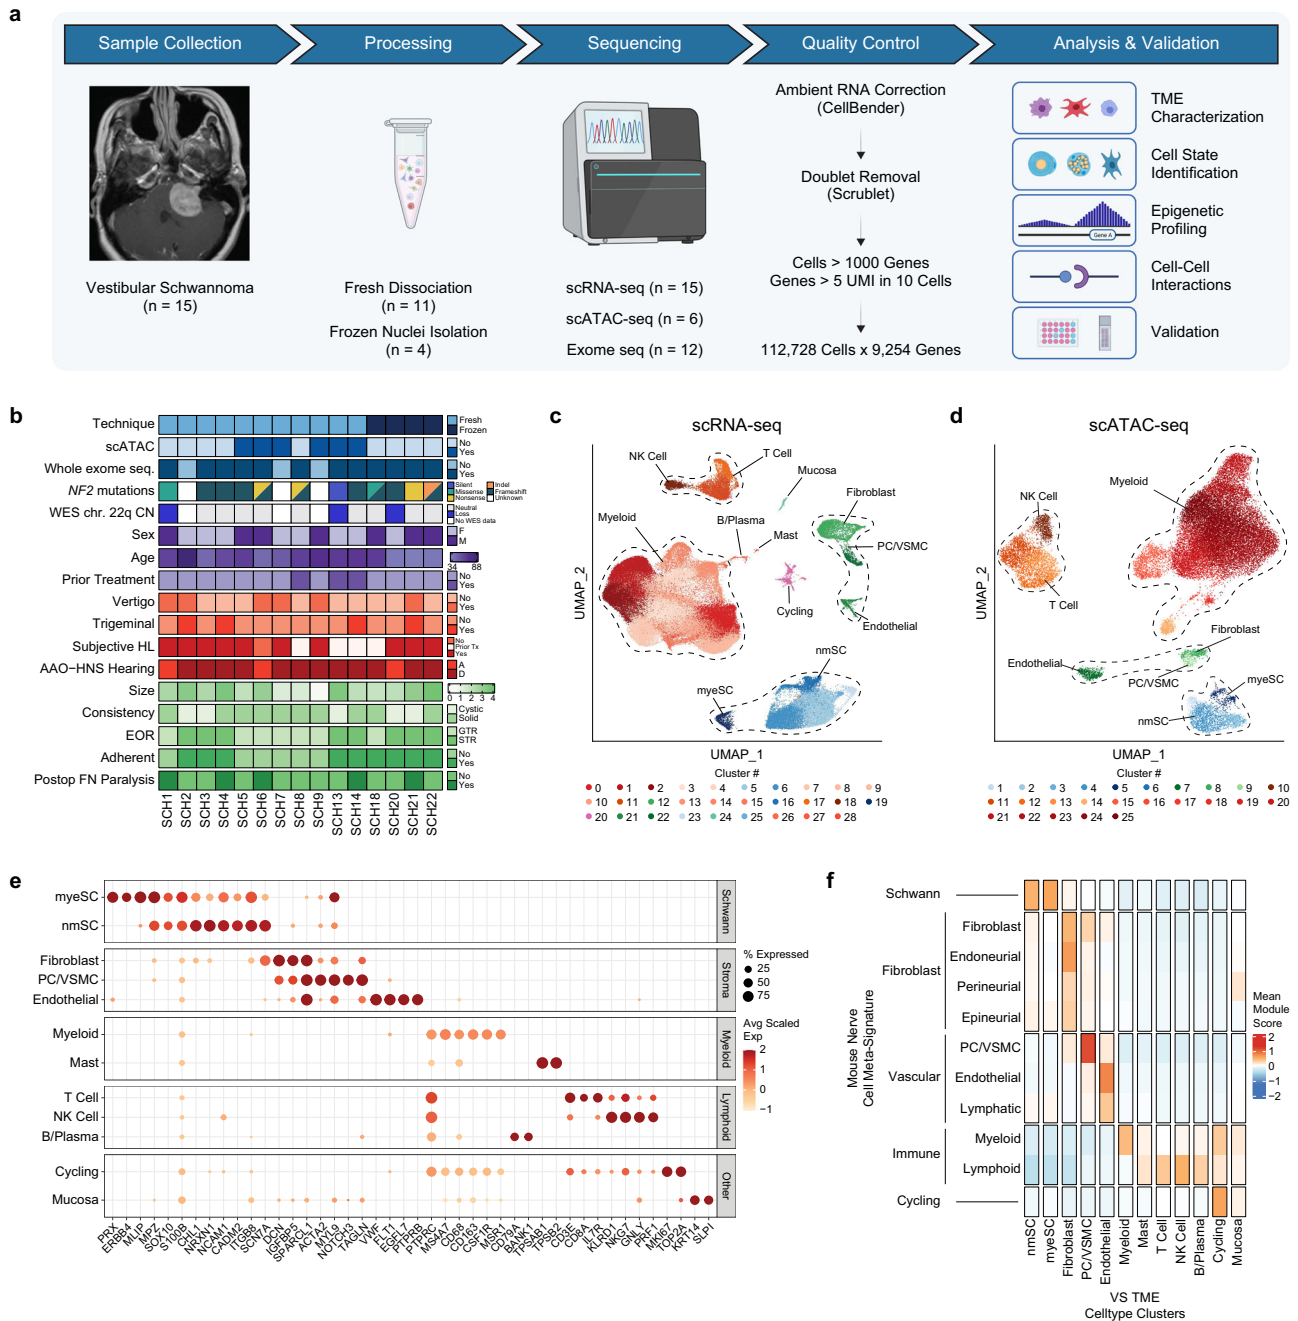 a
Sample Collection
Processing
Sequencing
Quality Control
Analysis & Validation
Vestibular Schwannoma
(n = 15)
Fresh Dissociation
(n = 11)
Frozen Nuclei Isolation
(n = 4)
scRNA-seq (n = 15)
scATAC-seq (n = 6)
Exome seq (n = 12)
Ambient RNA Correction
(CellBender)
Doublet Removal
(Scrublet)
Cells > 1000 Genes
Genes > 5 UMI in 10 Cells
112,728 Cells x 9,254 Genes
TME
Characterization
Cell State
Identification
Gene A
Epigenetic
Profiling
Cell-Cell
Interactions
Validation
b
Technique
Fresh
Frozen
scATAC
No
Yes
Whole exome seq.
No
Yes
NF2 mutations
Silent
Missense
Nonsense
Indel
Frameshift
Unknown
WES chr. 22q CN
Neutral
Loss
No WES data
Sex
F
M
Age
34 88
Prior Treatment
No
Yes
Vertigo
No
Yes
Trigeminal
No
Yes
Subjective HL
No
Prior Tx
Yes
AAO−HNS Hearing
A
D
Size
0 1 2 3 4
Consistency
Cystic
Solid
EOR
GTR
STR
Adherent
No
Yes
Postop FN Paralysis
No
Yes
SCH1
SCH2
SCH3
SCH4
SCH5
SCH6
SCH7
SCH8
SCH9
SCH13
SCH14
SCH18
SCH20
SCH21
SCH22
c
scRNA-seq
NK Cell
T Cell
Mucosa
Fibroblast
Myeloid
B/Plasma
Mast
PC/VSMC
Cycling
Endothelial
nmSC
myeSC
UMAP_2
UMAP_1
Cluster #
0 1 2 3 4 5 6 7 8 9
10 11 12 13 14 15 16 17 18 19
20 21 22 23 24 25 26 27 28
d
scATAC-seq
Myeloid
NK Cell
T Cell
Fibroblast
Endothelial
PC/VSMC
myeSC
nmSC
UMAP_2
UMAP_1
Cluster #
1 2 3 4 5 6 7 8 9 10
11 12 13 14 15 16 17 18 19 20
21 22 23 24 25
e
myeSC
nmSC
Schwann
Fibroblast
PC/VSMC
Endothelial
Stroma
Myeloid
Mast
Myeloid
T Cell
NK Cell
B/Plasma
Lymphoid
Cycling
Mucosa
Other
PRX
ERBB4
MLIP
MPZ
SOX10
S100B
CHL1
NRXN1
NCAM1
CADM2
ITGB8
SCN7A
DCN
IGFBP5
SPARCL1
ACTA2
MYL9
NOTCH3
TAGLN
VWF
FLT1
EGFL7
PTPRB
PTPRC
MS4A7
CD68
CD163
CSF1R
MSR1
CD79A
BANK1
TPSAB1
TPSB2
CD3E
CD8A
IL7R
KLRD1
NKG7
GNLY
PRF1
MKI67
TOP2A
KRT14
SLPI
% Expressed
25
50
75
Avg Scaled
Exp
2
1
0
−1
f
Schwann
Fibroblast
Fibroblast
Endoneurial
Perineurial
Epineurial
Vascular
PC/VSMC
Endothelial
Lymphatic
Immune
Myeloid
Lymphoid
Cycling
Mouse Nerve
Cell Meta-Signature
nmSC
myeSC
Fibroblast
PC/VSMC
Endothelial
Myeloid
Mast
T Cell
NK Cell
B/Plasma
Cycling
Mucosa
VS TME
Celltype Clusters
Mean
Module
Score
2
1
0
−1
−2